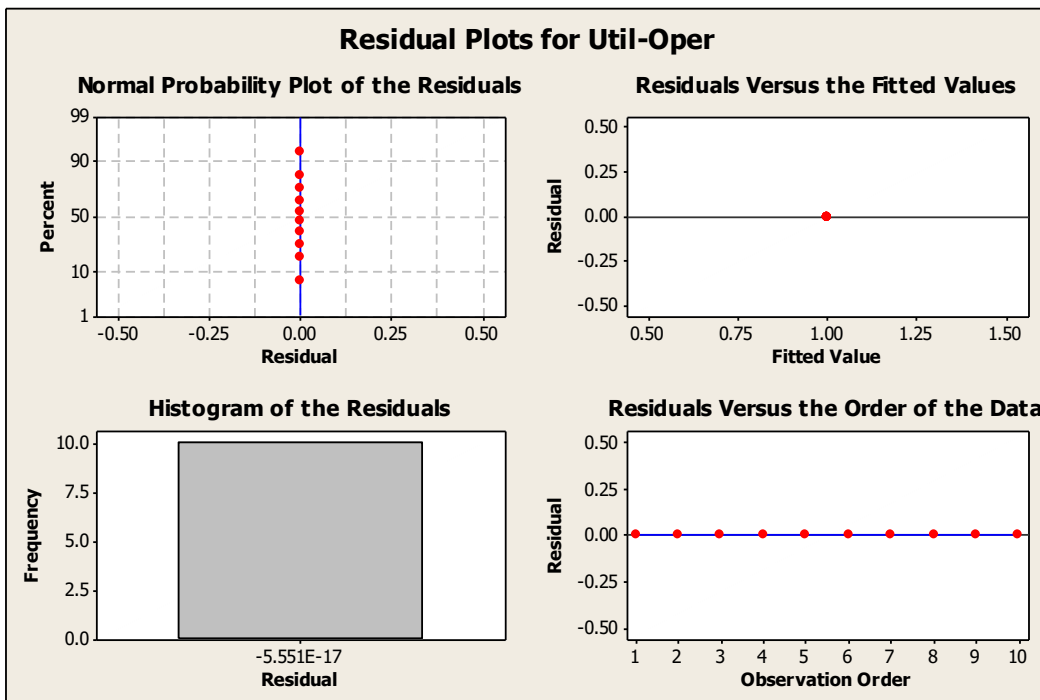 Residual Plots for Util-Oper
Normal Probability Plot of the Residuals
99
90
50
10
1
Percent
-0.50 -0.25 0.00 0.25 0.50
Residual
Residuals Versus the Fitted Values
0.50
0.25
0.00
-0.25
-0.50
Residual
0.50 0.75 1.00 1.25 1.50
Fitted Value
Histogram of the Residuals
10.0
7.5
5.0
2.5
0.0
Frequency
-5.551E-17
Residual
Residuals Versus the Order of the Data
0.50
0.25
0.00
-0.25
-0.50
Residual
1 2 3 4 5 6 7 8 9 10
Observation Order